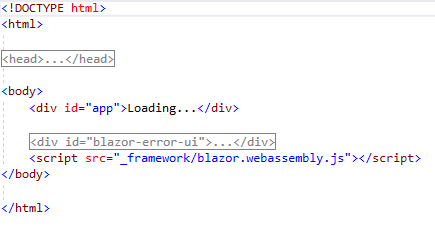 <!DOCTYPE html>
<html>
<head>...</head>
<body>
<div id="app">Loading...</div>
<div id="blazor-error-ui">...</div>
<script src="_framework/blazor.webassembly.js"></script>
</body>
</html>